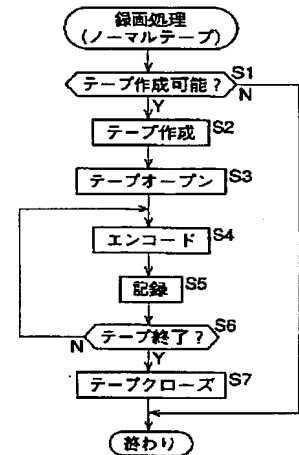 録画処理
(ノーマルテープ)
テープ作成可能？
S1
N
Y
テープ作成
S2
テープオープン
S3
エンコード
S4
記録
S5
テープ終了？
S6
N
Y
テープクローズ
S7
終わり